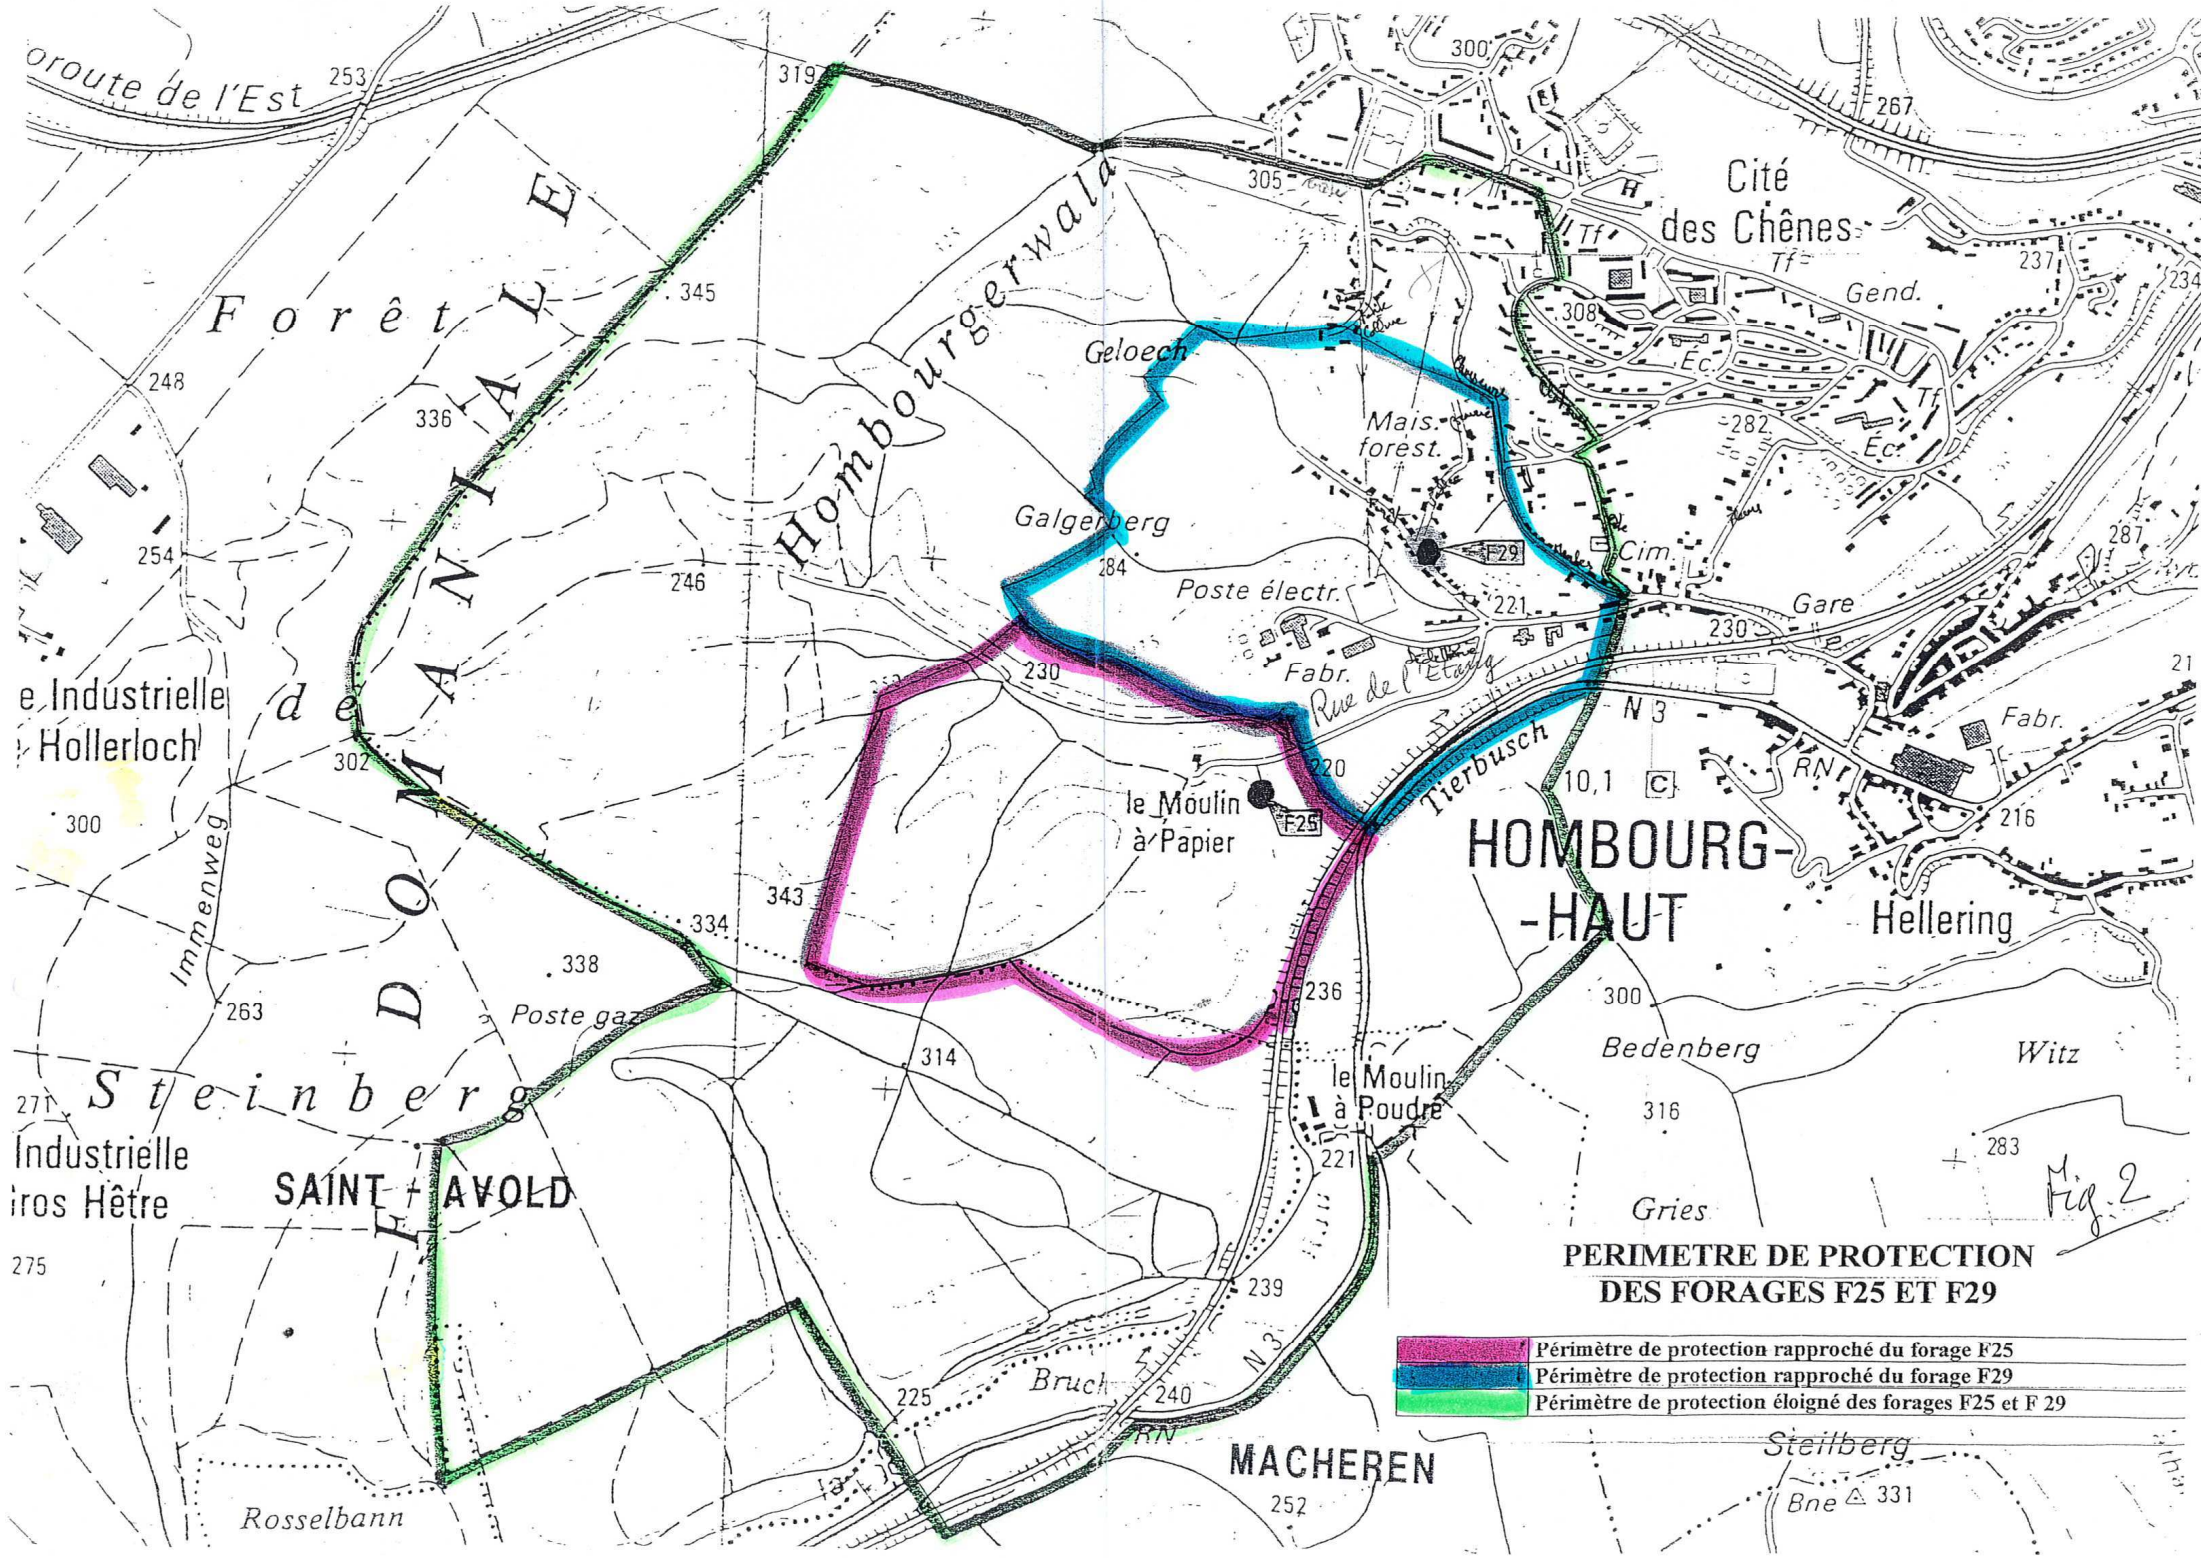 oroute de l'Est
253
319
300
267
305
Cité
des Chênes
H
Tf
Tf
237
234
Gend.
308
Ec.
Tf
282
Ec.
287
Forêt
345
248
336
Hombourgerwald
Geloech
Mais.
forest.
Galgerberg
284
F29
Cim.
254
246
Poste électr.
221
Gare
230
Fabr.
Rue de l'Etang
230
e Industrielle
Hollerloch
de
DOMANIALE
302
N 3
Fabr.
21
Tierbusch
10,1
C
RN
216
220
le Moulin
à Papier
F25
HOMBOURG-
-HAUT
Hellering
300
Immenweg
343
334
338
263
Poste gaz
236
300
Bedenberg
Witz
314
le Moulin
à Poudre
316
271
Steinberg
221
283
Industrielle
iros Hêtre
SAINT - AVOLD
F
Gries
Fig. 2
275
239
PERIMETRE DE PROTECTION
DES FORAGES F25 ET F29
Périmètre de protection rapproché du forage F25
Périmètre de protection rapproché du forage F29
Périmètre de protection éloigné des forages F25 et F 29
N 3
Bruch
225
240
RN
MACHEREN
252
Steilberg
Bne 331
Rosselbann